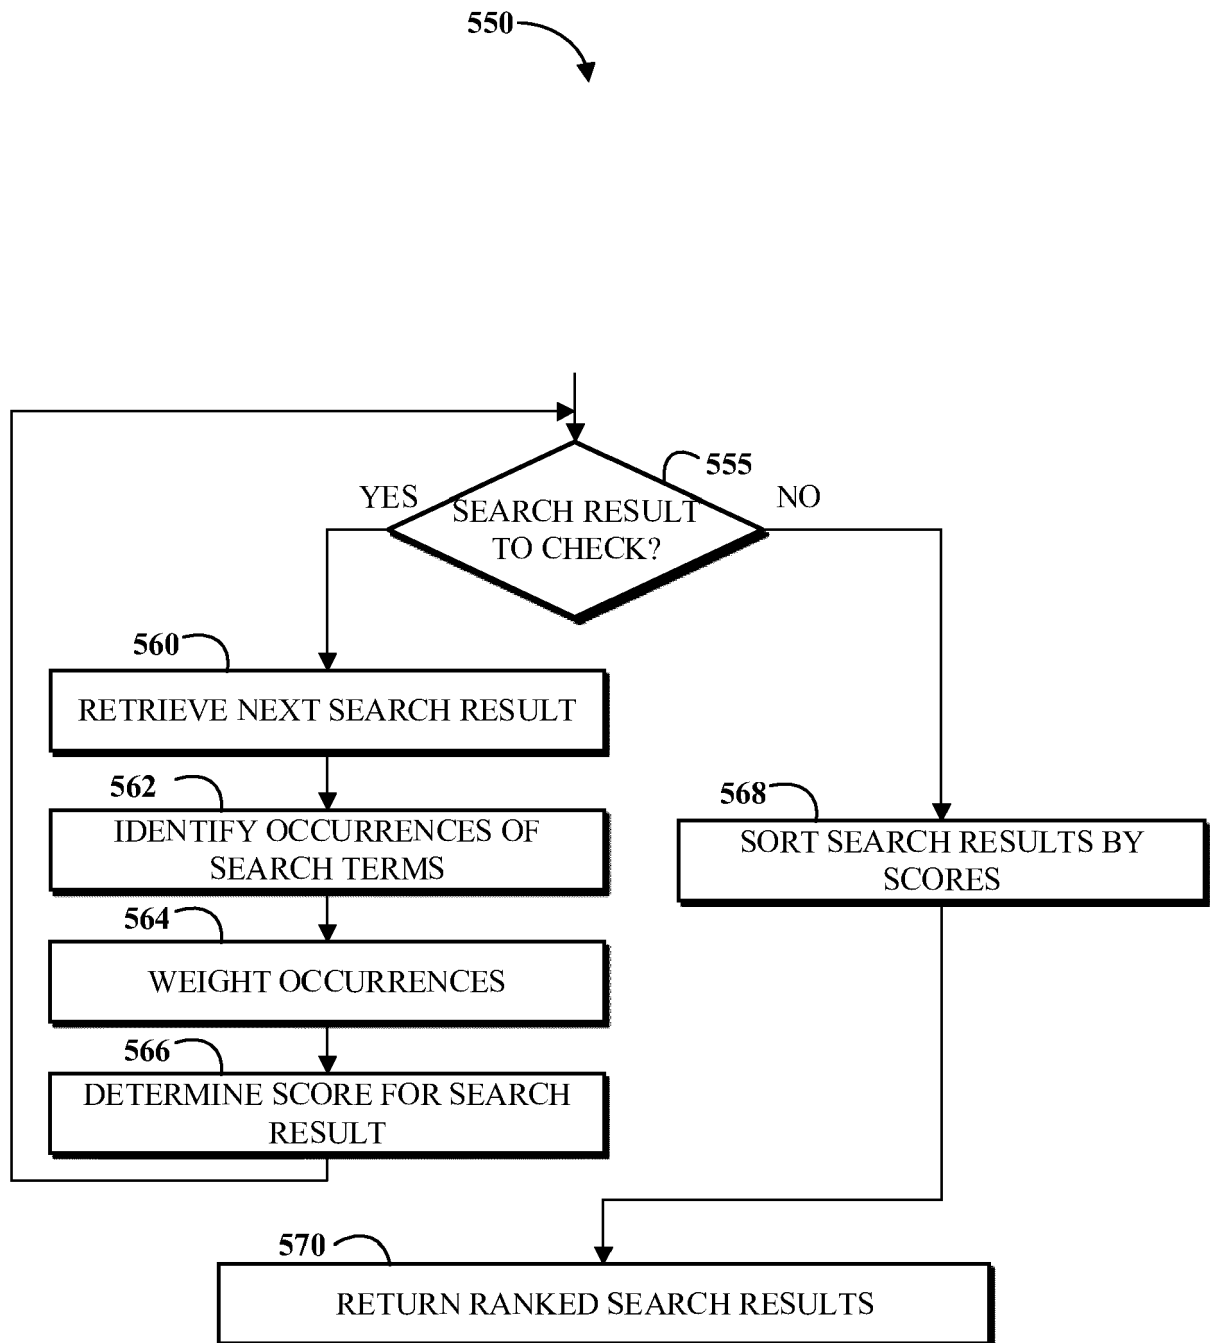 550
555
YES
NO
SEARCH RESULT
TO CHECK?
560
RETRIEVE NEXT SEARCH RESULT
562
IDENTIFY OCCURRENCES OF
SEARCH TERMS
568
SORT SEARCH RESULTS BY
SCORES
564
WEIGHT OCCURRENCES
566
DETERMINE SCORE FOR SEARCH
RESULT
570
RETURN RANKED SEARCH RESULTS